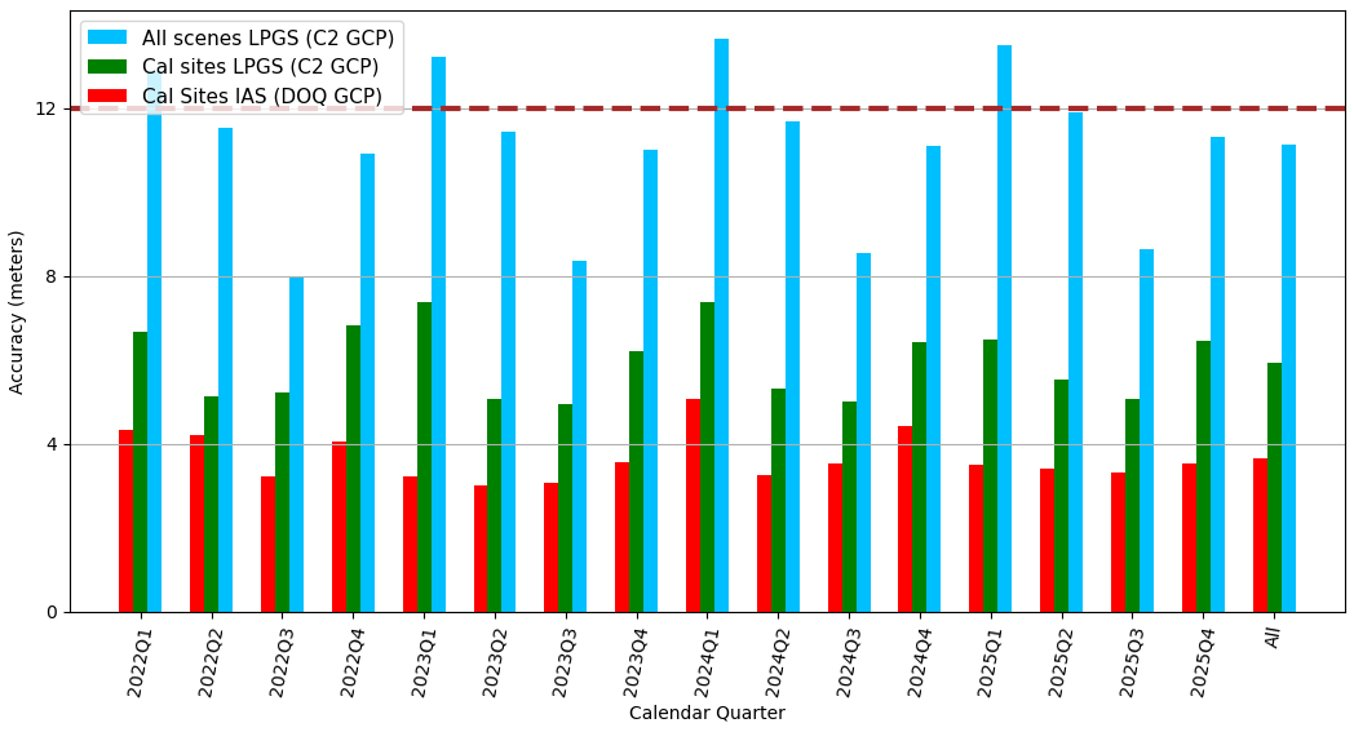 All scenes LPGS (C2 GCP)
Cal sites LPGS (C2 GCP)
Cal Sites IAS (DOQ GCP)
12
8
4
0
Accuracy (meters)
2022Q1
2022Q2
2022Q3
2022Q4
2023Q1
2023Q2
2023Q3
2023Q4
2024Q1
2024Q2
2024Q3
2024Q4
2025Q1
2025Q2
2025Q3
2025Q4
All
Calendar Quarter